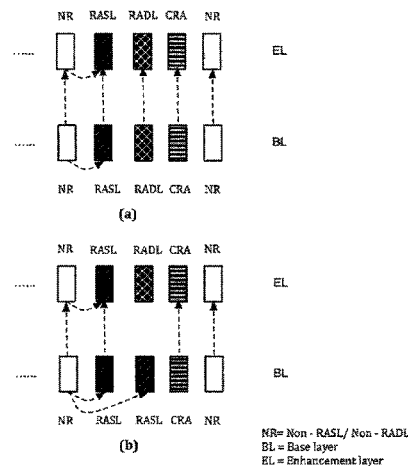 NR RASL RADL CRA NR
...... EL
...... BL
NR RASL RADL CRA NR
(a)
NR RASL RADL CRA NR
...... EL
...... BL
NR RASL RASL CRA NR
(b)
NR= Non - RASL/ Non - RADL
BL = Base layer
EL = Enhancement layer